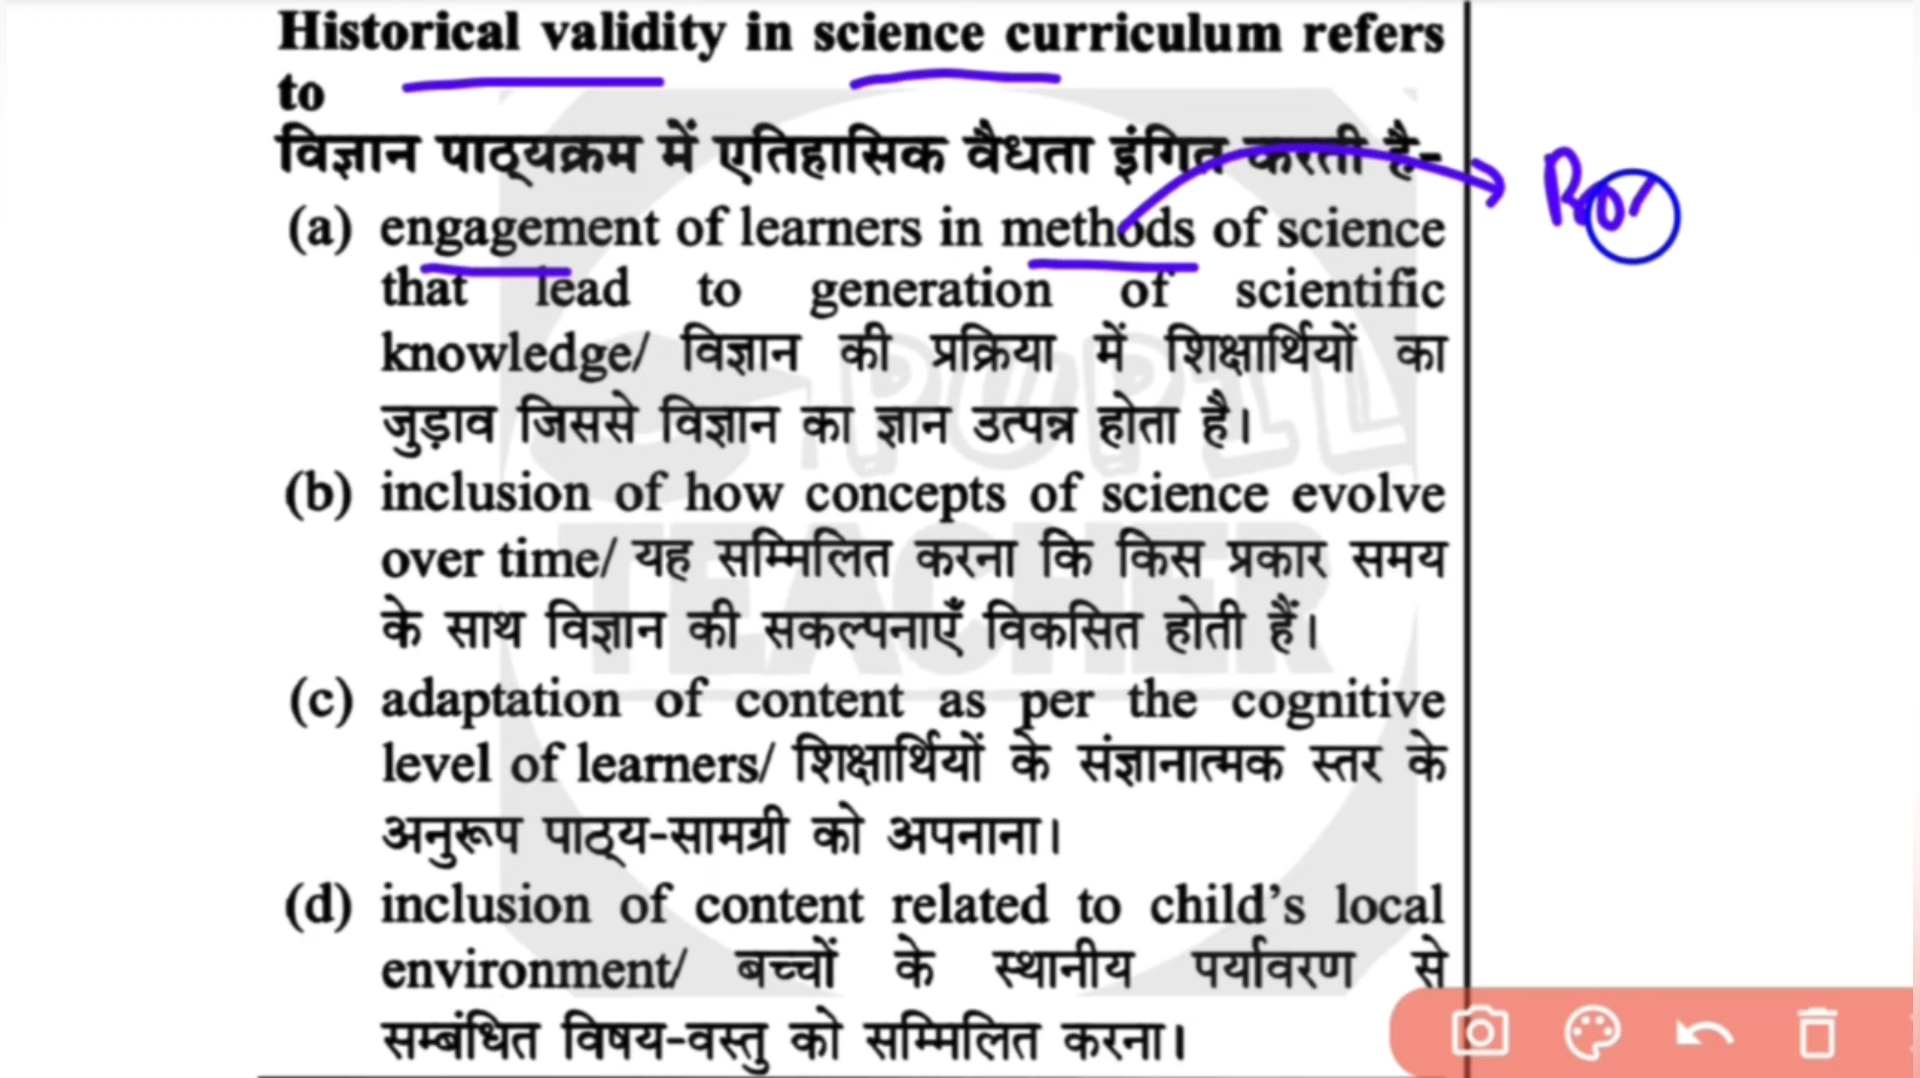 Historical validity in science curriculum refers
to
विज्ञान पाठ्यक्रम में एतिहासिक वैधता इंगित करती है-
(a) engagement of learners in methods of science
that lead to generation of scientific
knowledge/ विज्ञान की प्रक्रिया में शिक्षार्थियों का
जुड़ाव जिससे विज्ञान का ज्ञान उत्पन्न होता है।
(b) inclusion of how concepts of science evolve
over time/ यह सम्मिलित करना कि किस प्रकार समय
के साथ विज्ञान की सकल्पनाएँ विकसित होती हैं।
(c) adaptation of content as per the cognitive
level of learners/ शिक्षार्थियों के संज्ञानात्मक स्तर के
अनुरूप पाठ्य-सामग्री को अपनाना।
(d) inclusion of content related to child's local
environment/ बच्चों के स्थानीय पर्यावरण से
सम्बंधित विषय-वस्तु को सम्मिलित करना।
PUPIL
TEACHER